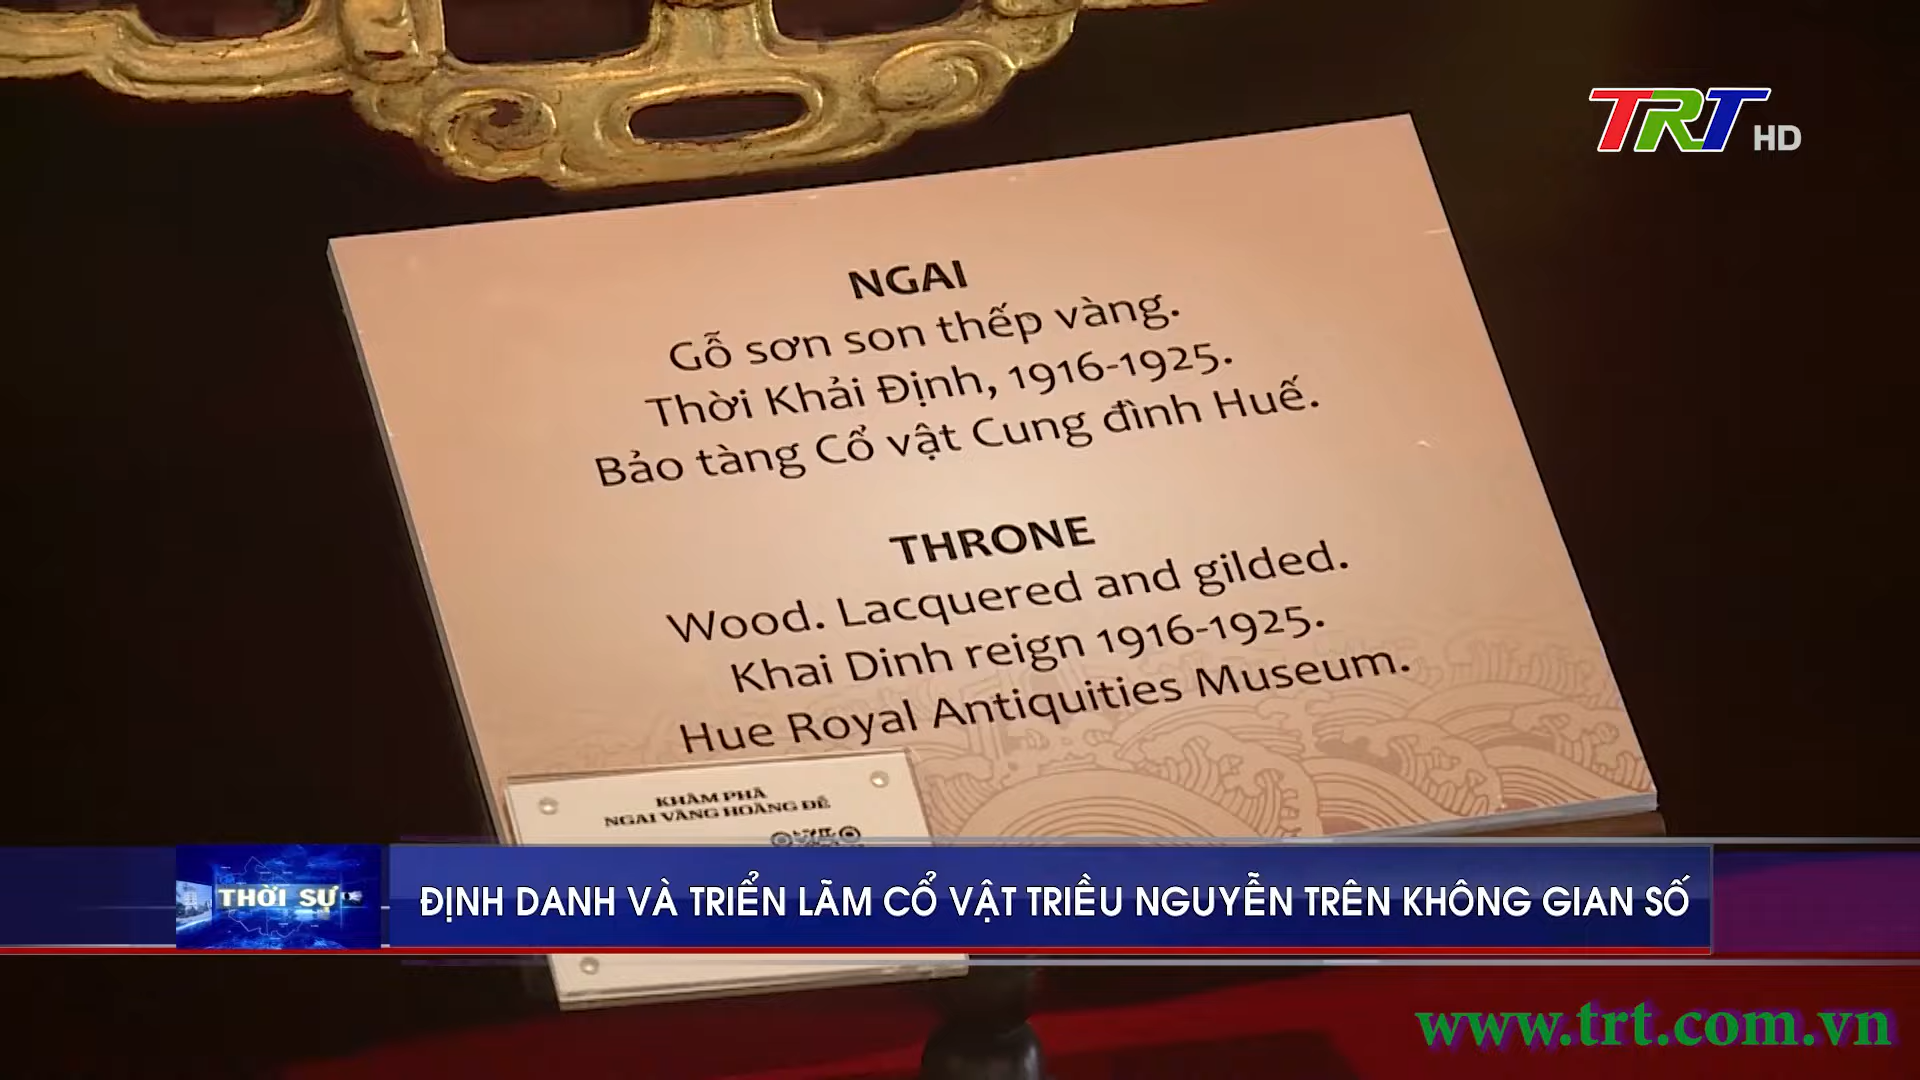 TRT HD
NGAI
Gỗ sơn son thếp vàng.
Thời Khải Định, 1916-1925.
Bảo tàng Cổ vật Cung đình Huế.
THRONE
Wood. Lacquered and gilded.
Khai Dinh reign 1916-1925.
Hue Royal Antiquities Museum.
KHÁM PHÁ
NGAI VÀNG HOÀNG ĐẾ
THỜI SỰ
ĐỊNH DANH VÀ TRIỂN LÃM CỔ VẬT TRIỀU NGUYỄN TRÊN KHÔNG GIAN SỐ
www.trt.com.vn